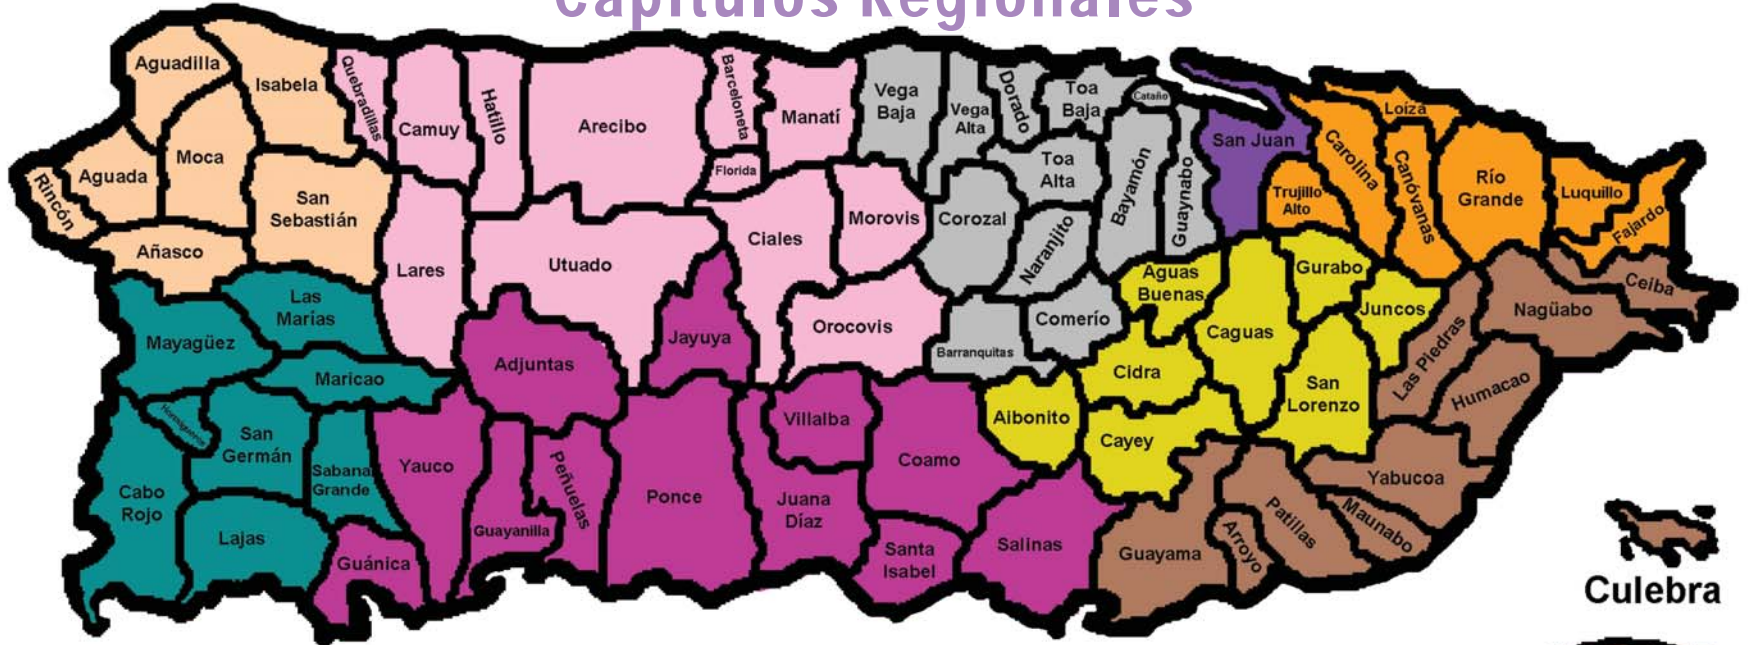 Capítulos Regionales
Aguadilla
Isabela
Quebradillas
Camuy
Hatillo
Arecibo
Barceloneta
Manatí
Vega
Baja
Vega
Alta
Dorado
Toa
Baja
Cataño
San Juan
Loíza
Carolina
Canóvanas
Río
Grande
Luquillo
Fajardo
Rincón
Aguada
Moca
San
Sebastián
Añasco
Lares
Utuado
Florida
Ciales
Morovis
Corozal
Toa
Alta
Naranjito
Bayamón
Guaynabo
Trujillo
Alto
Las
Marías
Mayagüez
Maricao
Adjuntas
Jayuya
Orocovis
Barranquitas
Comerío
Aguas
Buenas
Caguas
Gurabo
Juncos
Las Piedras
Nagüabo
Ceiba
Humacao
Hormigueros
San
Germán
Sabana
Grande
Cabo
Rojo
Lajas
Guánica
Yauco
Guayanilla
Peñuelas
Ponce
Villalba
Juana
Díaz
Coamo
Santa
Isabel
Salinas
Aibonito
Cidra
Cayey
San
Lorenzo
Guayama
Arroyo
Patillas
Maunabo
Yabucoa
Culebra